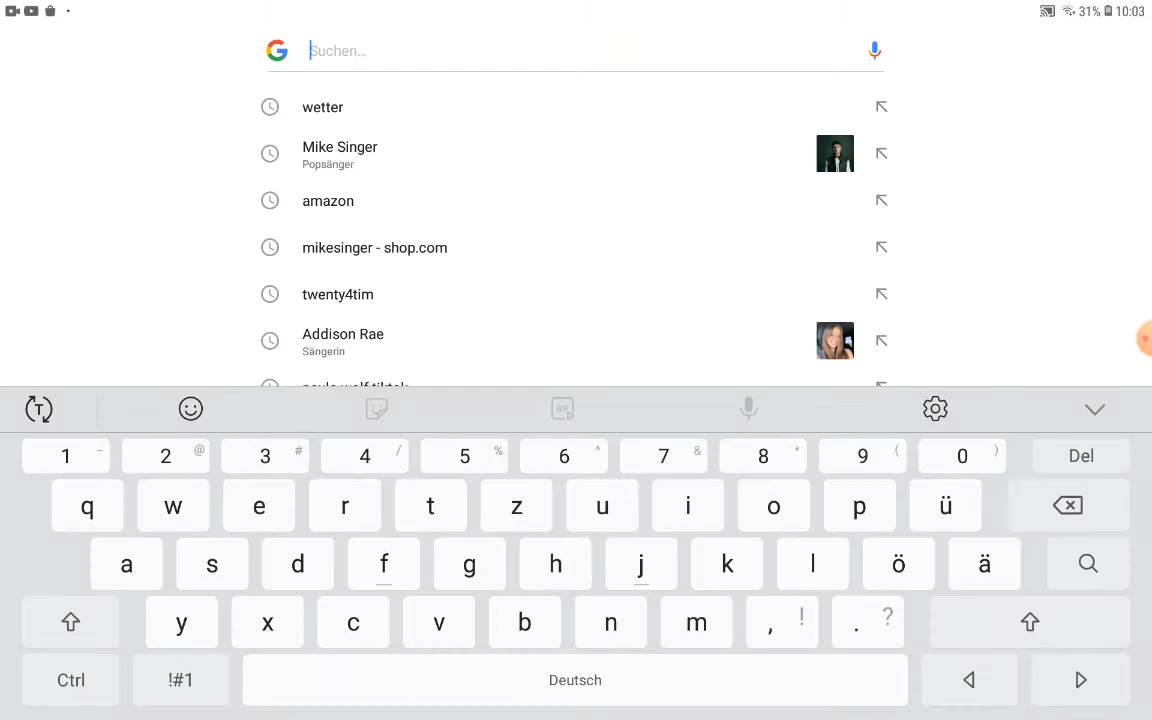 31% 10:03
Suchen...
wetter
Mike Singer
Popsänger
amazon
mikesinger - shop.com
twenty4tim
Addison Rae
Sängerin
T
GIF
1 - 2 @ 3 # 4 / 5 % 6 ^ 7 & 8 * 9 ( 0 ) Del
q w e r t z u i o p ü
a s d f g h j k l ö ä
y x c v b n m , ! . ?
Ctrl !#1 Deutsch